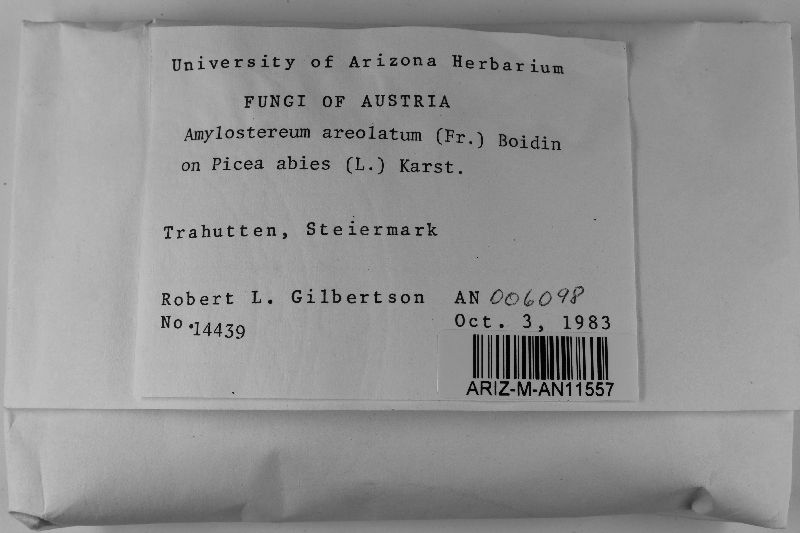 University of Arizona Herbarium
FUNGI OF AUSTRIA
Amylostereum areolatum (Fr.) Boidin
on Picea abies (L.) Karst.
Trahutten, Steiermark
Robert L. Gilbertson AN 006098
No. 14439 Oct. 3, 1983
ARIZ-M-AN11557